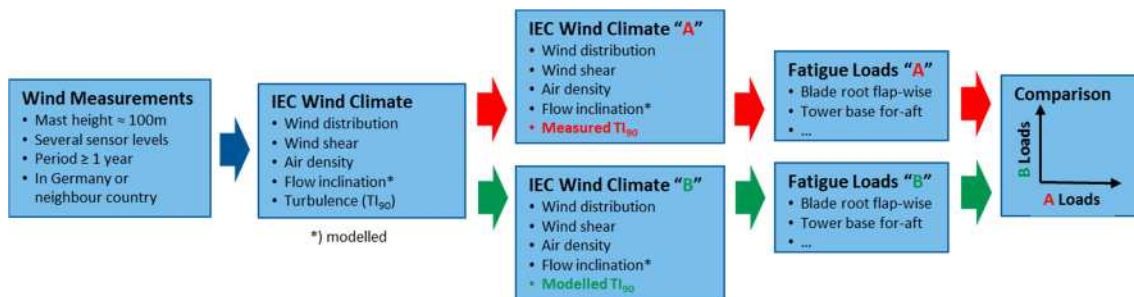 Wind Measurements
• Mast height ≈ 100m
• Several sensor levels
• Period ≥ 1 year
• In Germany or
neighbour country
IEC Wind Climate
• Wind distribution
• Wind shear
• Air density
• Flow inclination*
• Turbulence (TI₉₀)
*) modelled
IEC Wind Climate “A”
• Wind distribution
• Wind shear
• Air density
• Flow inclination*
• Measured TI₉₀
IEC Wind Climate “B”
• Wind distribution
• Wind shear
• Air density
• Flow inclination*
• Modelled TI₉₀
Fatigue Loads “A”
• Blade root flap-wise
• Tower base for-aft
• ...
Fatigue Loads “B”
• Blade root flap-wise
• Tower base for-aft
• ...
Comparison
B Loads
A Loads